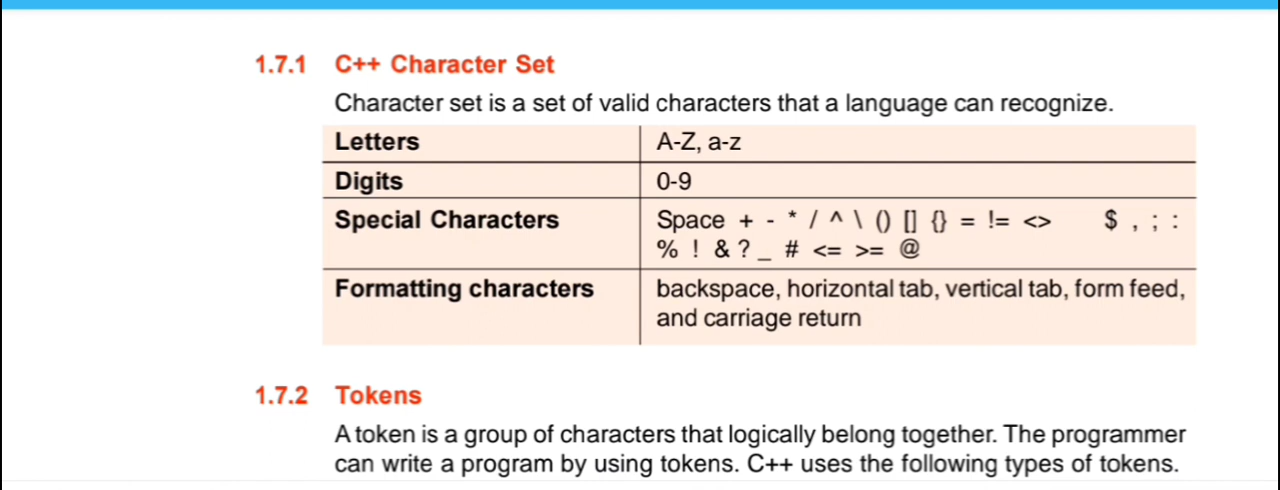 1.7.1 C++ Character Set
Character set is a set of valid characters that a language can recognize.
Letters A-Z, a-z
Digits 0-9
Special Characters Space + - * / ^ \ () [] {} = != <> $ , ; :
% ! & ? _ # <= >= @
Formatting characters backspace, horizontal tab, vertical tab, form feed,
and carriage return
1.7.2 Tokens
A token is a group of characters that logically belong together. The programmer
can write a program by using tokens. C++ uses the following types of tokens.